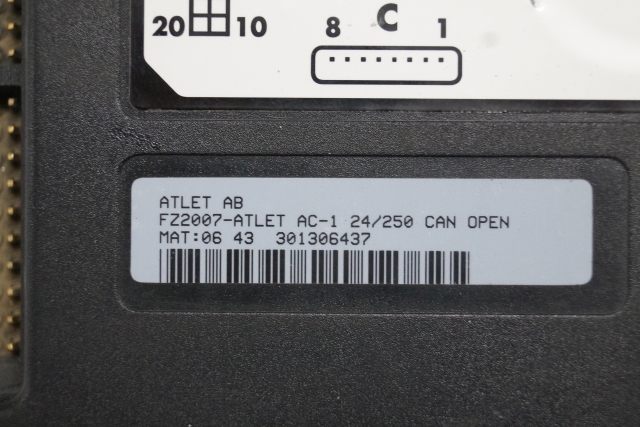 20 10 8 C 1
ATLET AB
FZ2007-ATLET AC-1 24/250 CAN OPEN
MAT:06 43 301306437